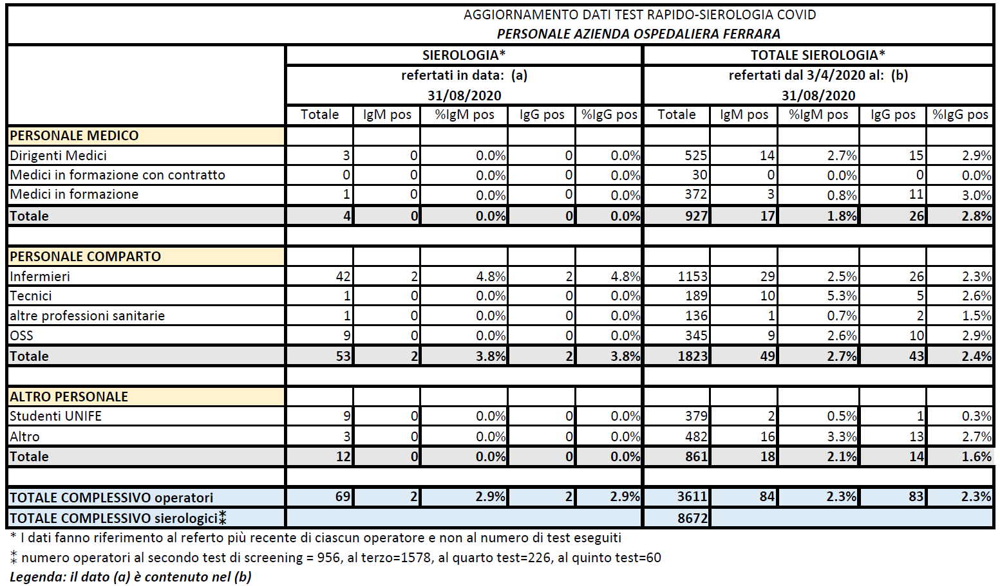 AGGIORNAMENTO DATI TEST RAPIDO-SIEROLOGIA COVID
PERSONALE AZIENDA OSPEDALIERA FERRARA
SIEROLOGIA* TOTALE SIEROLOGIA*
refertati in data: (a) refertati dal 3/4/2020 al: (b)
31/08/2020 31/08/2020
Totale IgM pos %IgM pos IgG pos %IgG pos Totale IgM pos %IgM pos IgG pos %IgG pos
PERSONALE MEDICO
Dirigenti Medici 3 0 0.0% 0 0.0% 525 14 2.7% 15 2.9%
Medici in formazione con contratto 0 0 0.0% 0 0.0% 30 0 0.0% 0 0.0%
Medici in formazione 1 0 0.0% 0 0.0% 372 3 0.8% 11 3.0%
Totale 4 0 0.0% 0 0.0% 927 17 1.8% 26 2.8%
PERSONALE COMPARTO
Infermieri 42 2 4.8% 2 4.8% 1153 29 2.5% 26 2.3%
Tecnici 1 0 0.0% 0 0.0% 189 10 5.3% 5 2.6%
altre professioni sanitarie 1 0 0.0% 0 0.0% 136 1 0.7% 2 1.5%
OSS 9 0 0.0% 0 0.0% 345 9 2.6% 10 2.9%
Totale 53 2 3.8% 2 3.8% 1823 49 2.7% 43 2.4%
ALTRO PERSONALE
Studenti UNIFE 9 0 0.0% 0 0.0% 379 2 0.5% 1 0.3%
Altro 3 0 0.0% 0 0.0% 482 16 3.3% 13 2.7%
Totale 12 0 0.0% 0 0.0% 861 18 2.1% 14 1.6%
TOTALE COMPLESSIVO operatori 69 2 2.9% 2 2.9% 3611 84 2.3% 83 2.3%
TOTALE COMPLESSIVO sierologici⁑ 8672
* I dati fanno riferimento al referto più recente di ciascun operatore e non al numero di test eseguiti
⁑ numero operatori al secondo test di screening = 956, al terzo=1578, al quarto test=226, al quinto test=60
Legenda: il dato (a) è contenuto nel (b)